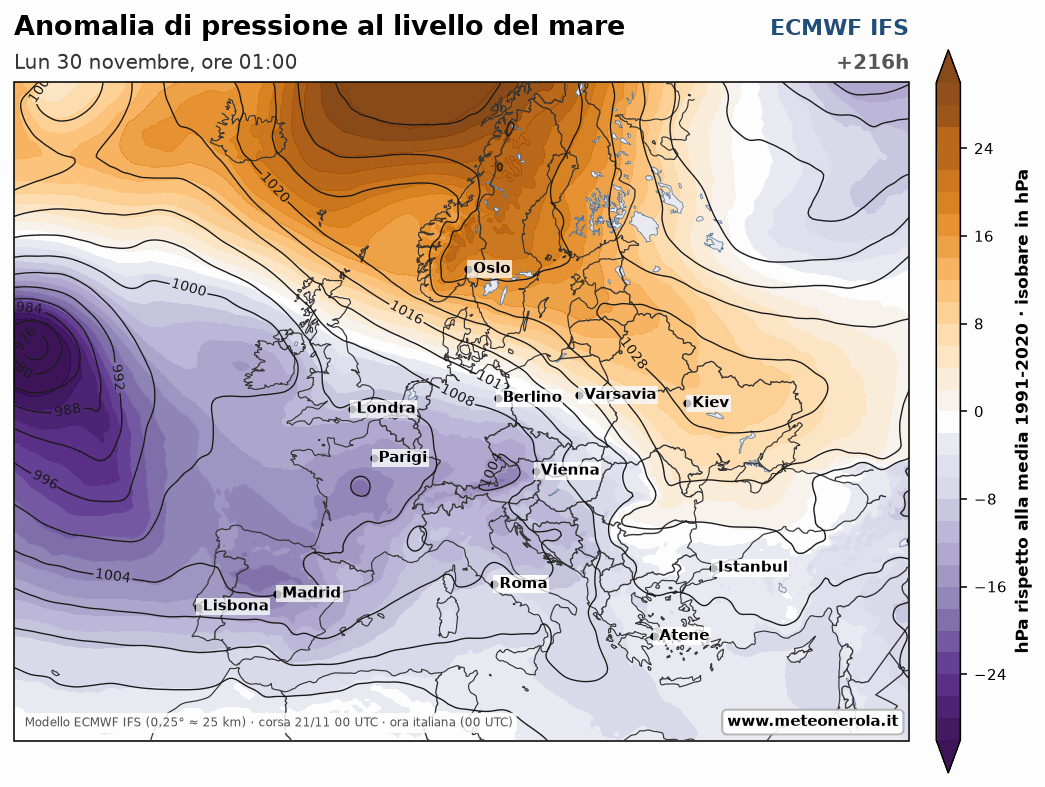 Anomalia di pressione al livello del mare
ECMWF IFS
Lun 30 novembre, ore 01:00
+216h
1020
Oslo
1000
984
1016
976
1028
992
1008
Berlino
Varsavia
Kiev
988
Londra
Parigi
Vienna
996
1004
1004
Istanbul
Roma
Madrid
Lisbona
Atene
Modello ECMWF IFS (0,25° ≈ 25 km) · corsa 21/11 00 UTC · ora italiana (00 UTC)
www.meteonerola.it
24
16
8
0
−8
−16
−24
hPa rispetto alla media 1991-2020 · isobare in hPa